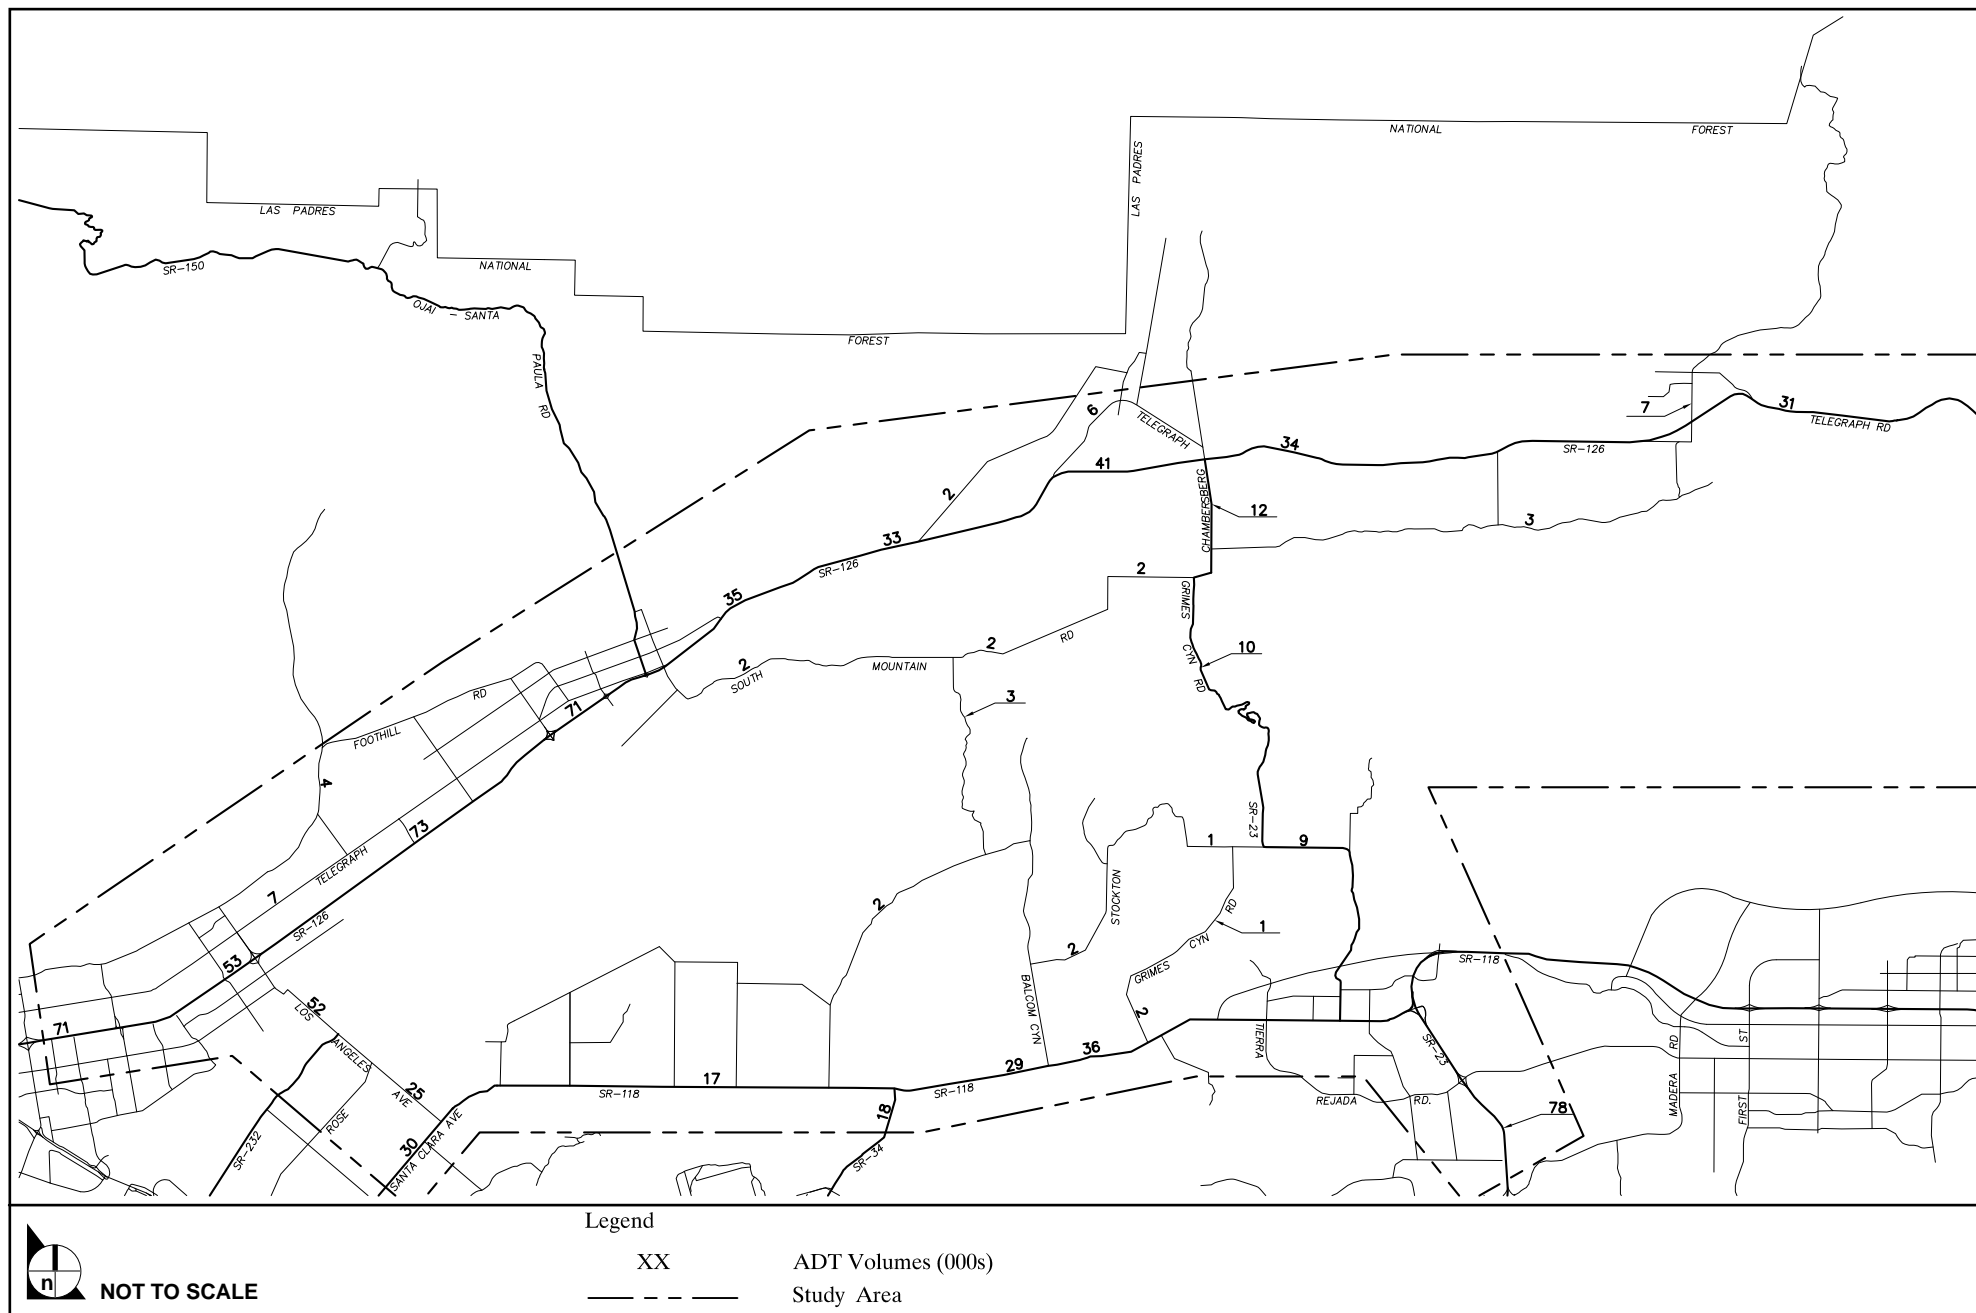 NATIONAL
FOREST
LAS PADRES
LAS PADRES
NATIONAL
SR-150
OJAI - SANTA
FOREST
PAULA RD
6
TELEGRAPH
7
31
TELEGRAPH RD
34
SR-126
41
2
CHAMBERSBERG
12
3
33
SR-126
2
35
GRIMES
CYN
RD
10
RD
2
MOUNTAIN
2
SOUTH
3
RD
FOOTHILL
71
4
73
TELEGRAPH
7
SR-126
53
71
52
LOS
ANGELES
AVE
25
ROSE
SR-232
30
SANTA CLARA AVE
SR-23
1
9
STOCKTON
2
2
RD
1
CYN
GRIMES
2
BALCOM CYN
SR-118
TIERRA
36
29
17
SR-118
SR-118
18
SR-34
SR-23
REJADA
RD.
78
MADERA
RD
FIRST
ST
NOT TO SCALE
n
Legend
XX ADT Volumes (000s)
Study Area